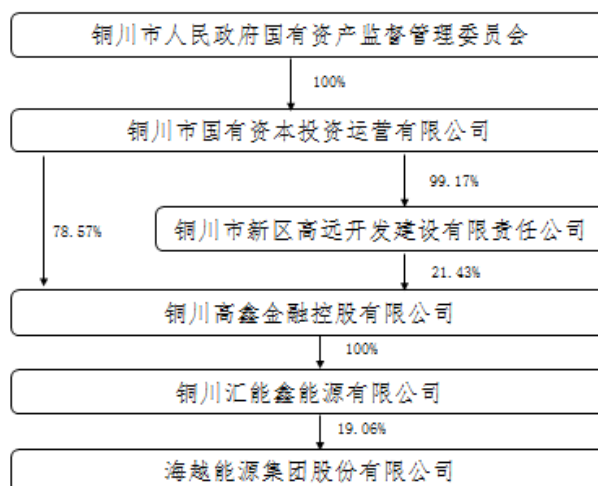 铜川市人民政府国有资产监督管理委员会
100%
铜川市国有资本投资运营有限公司
99.17%
78.57%
铜川市新区高远开发建设有限责任公司
21.43%
铜川高鑫金融控股有限公司
100%
铜川汇能鑫能源有限公司
19.06%
海越能源集团股份有限公司